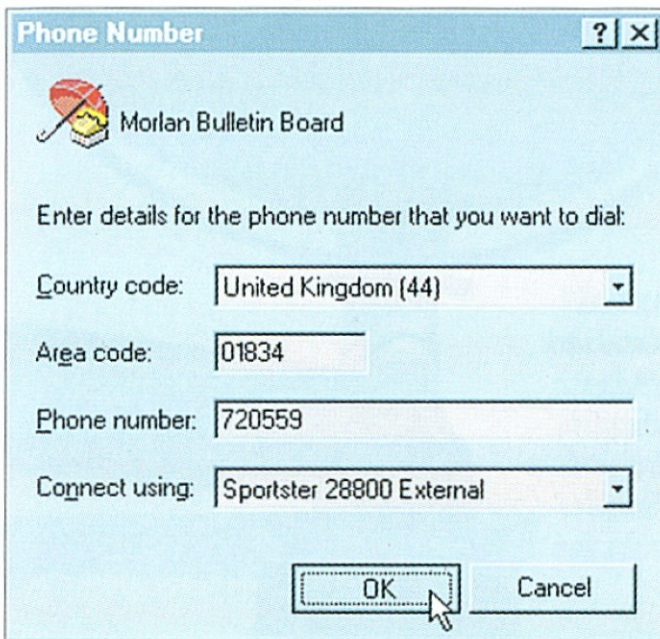 Phone Number ? ×
Morlan Bulletin Board
Enter details for the phone number that you want to dial:
Country code: United Kingdom (44)
Area code: 01834
Phone number: 720559
Connect using: Sportster 28800 External
OK Cancel